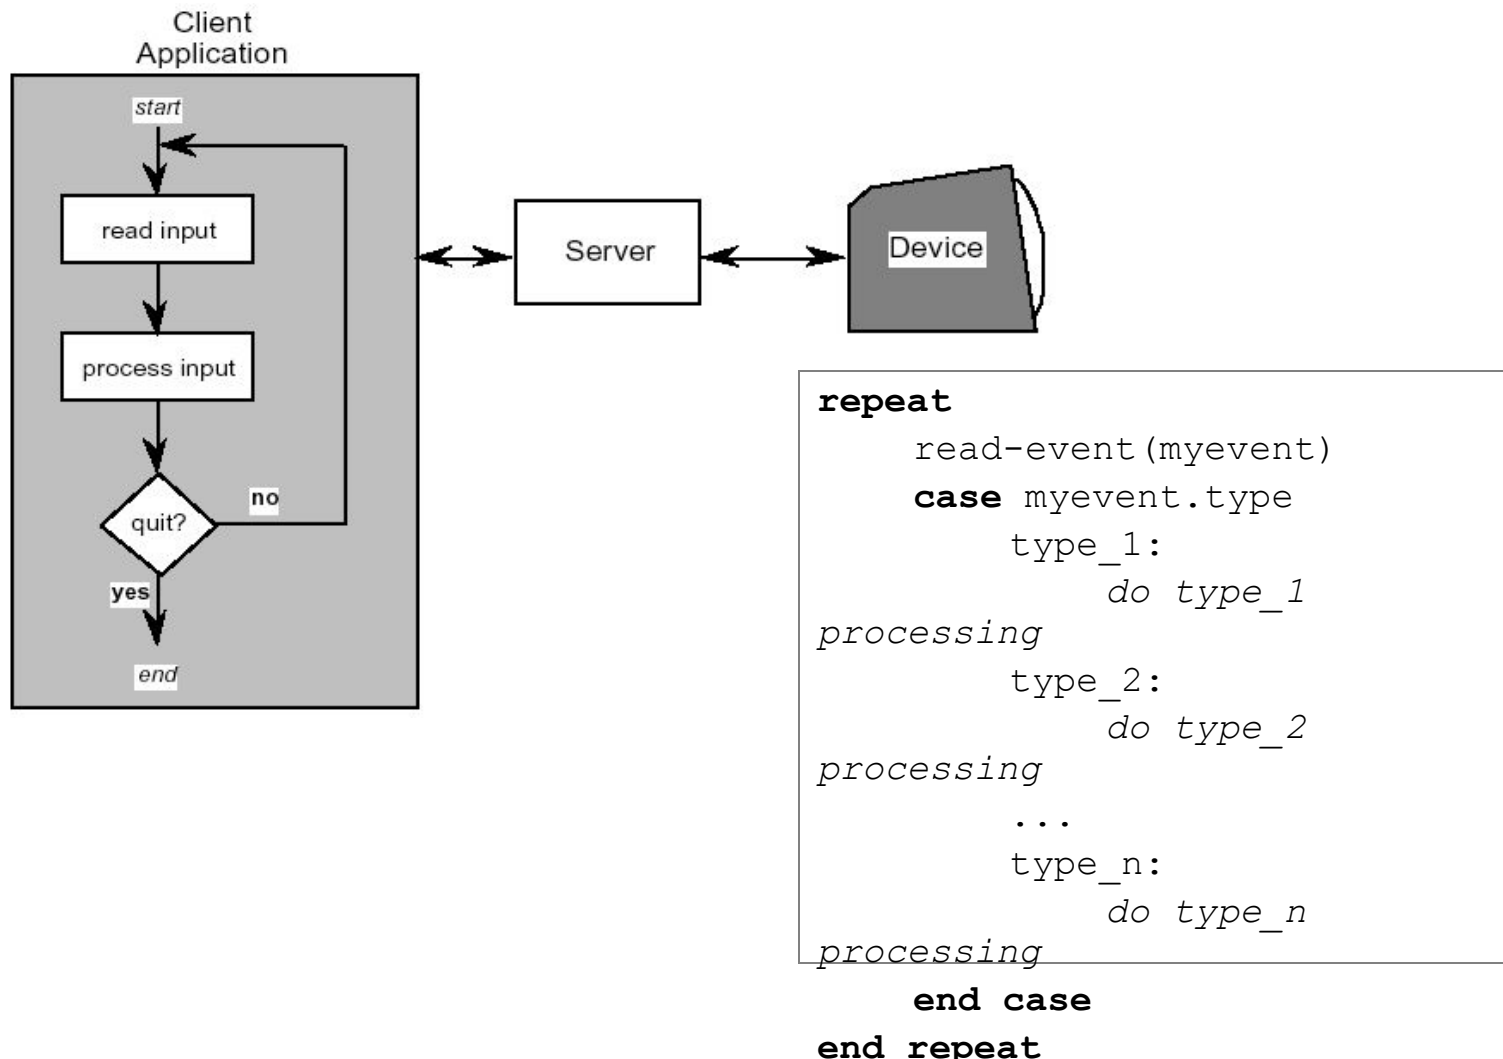 Client
Application
start
read input
process input
quit?
no
yes
end
Server
Device
repeat
read-event(myevent)
case myevent.type
type_1:
do type_1
processing
type_2:
do type_2
processing
...
type_n:
do type_n
processing
end case
end repeat